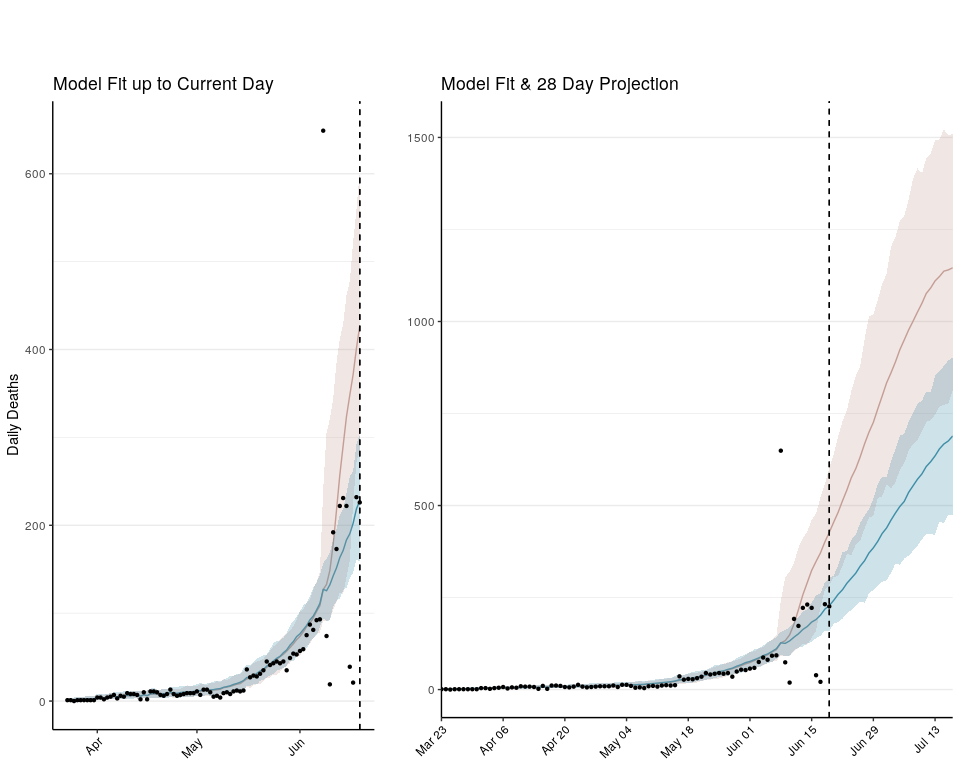 Model Fit up to Current Day
Model Fit & 28 Day Projection
Daily Deaths
600
400
200
0
Apr
May
Jun
1500
1000
500
0
Mar 23
Apr 06
Apr 20
May 04
May 18
Jun 01
Jun 15
Jun 29
Jul 13